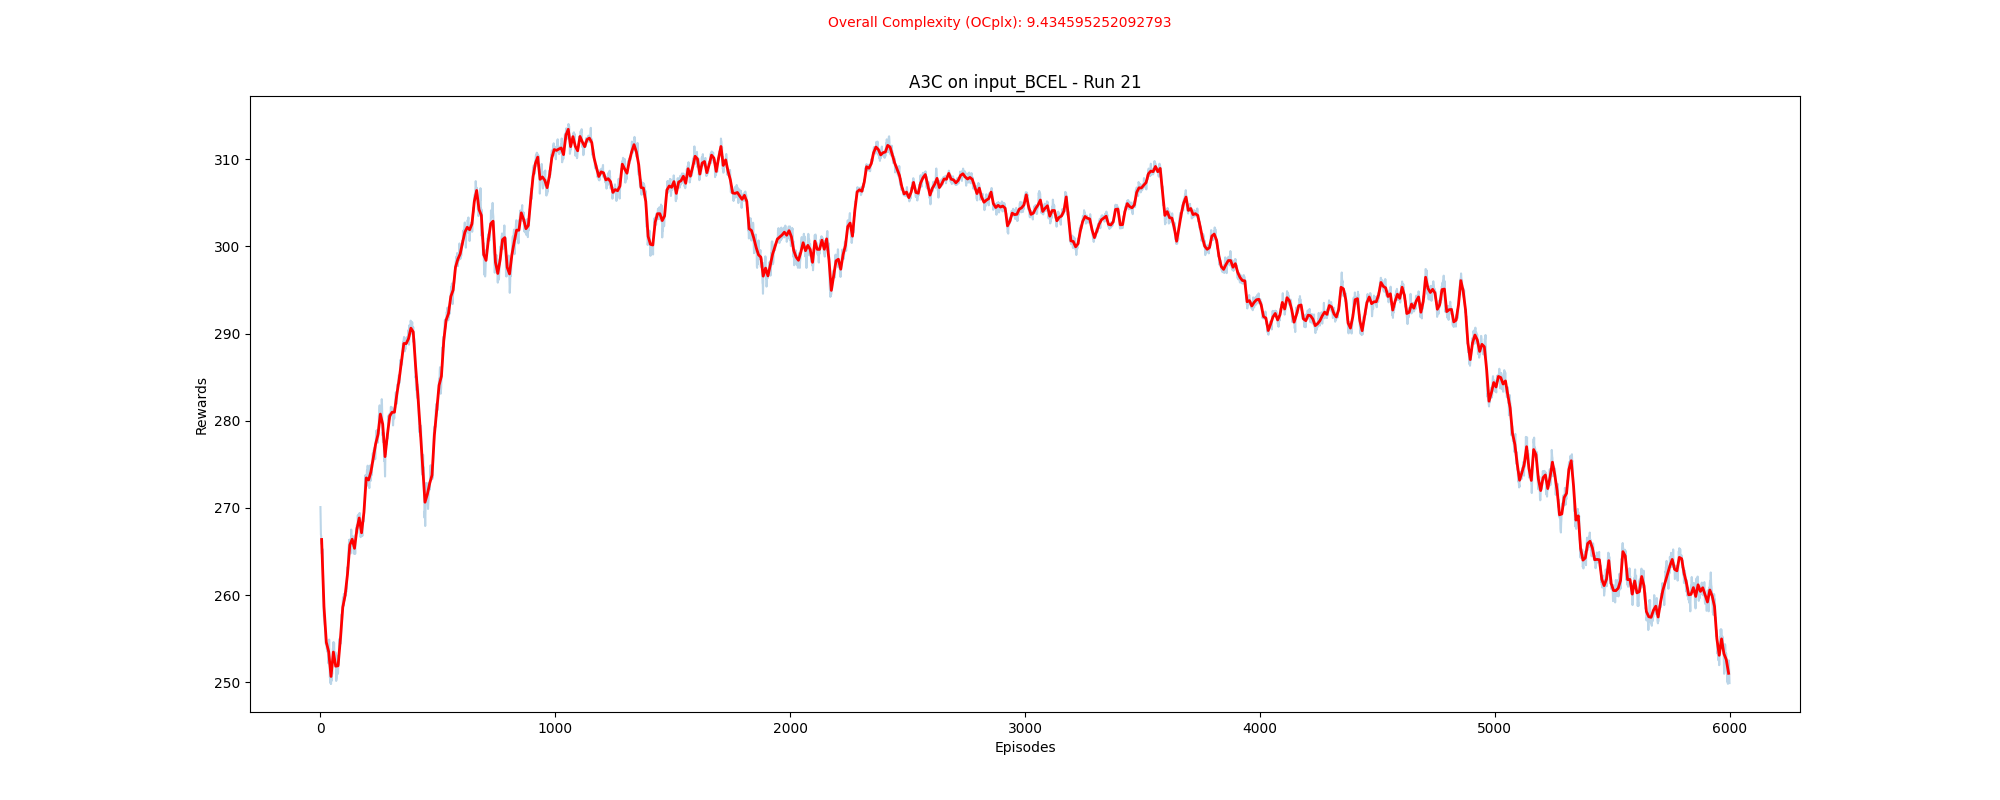 Overall Complexity (OCplx): 9.434595252092793
A3C on input_BCEL - Run 21
310
300
290
280
270
260
250
Rewards
0 1000 2000 3000 4000 5000 6000
Episodes